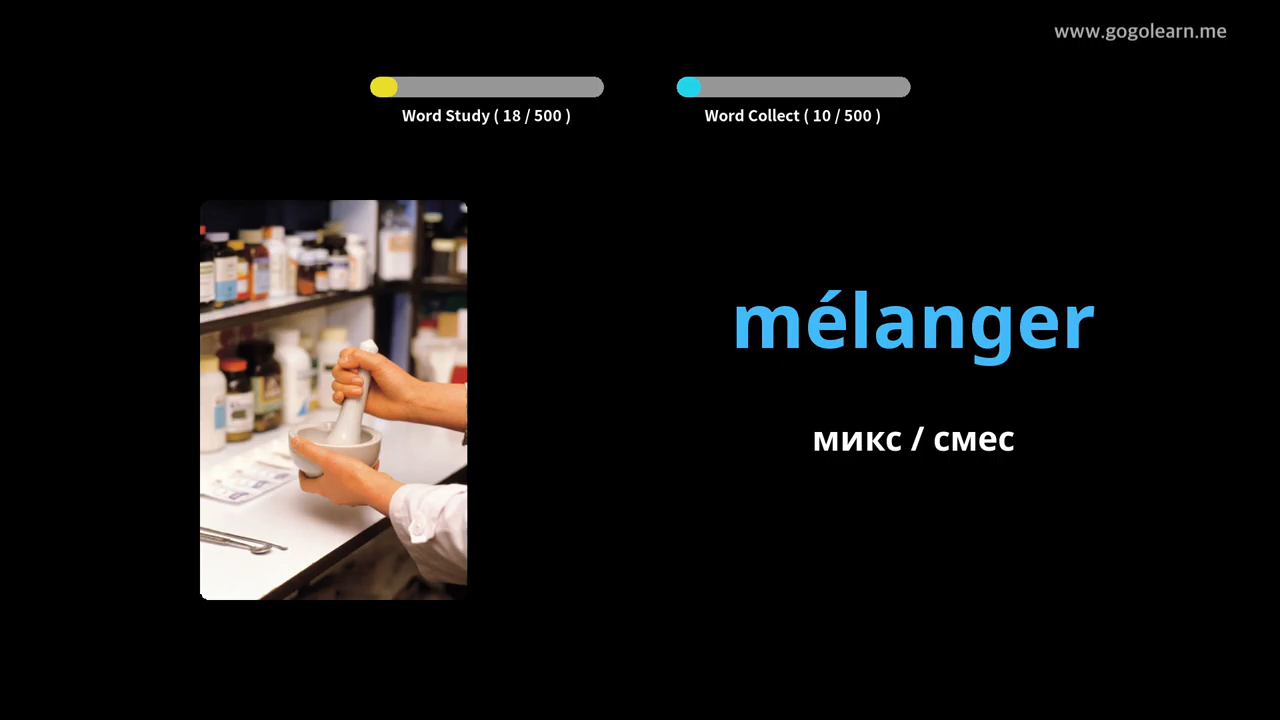 www.gogolearn.me
Word Study ( 18 / 500 )
Word Collect ( 10 / 500 )
mélanger
микс / смес